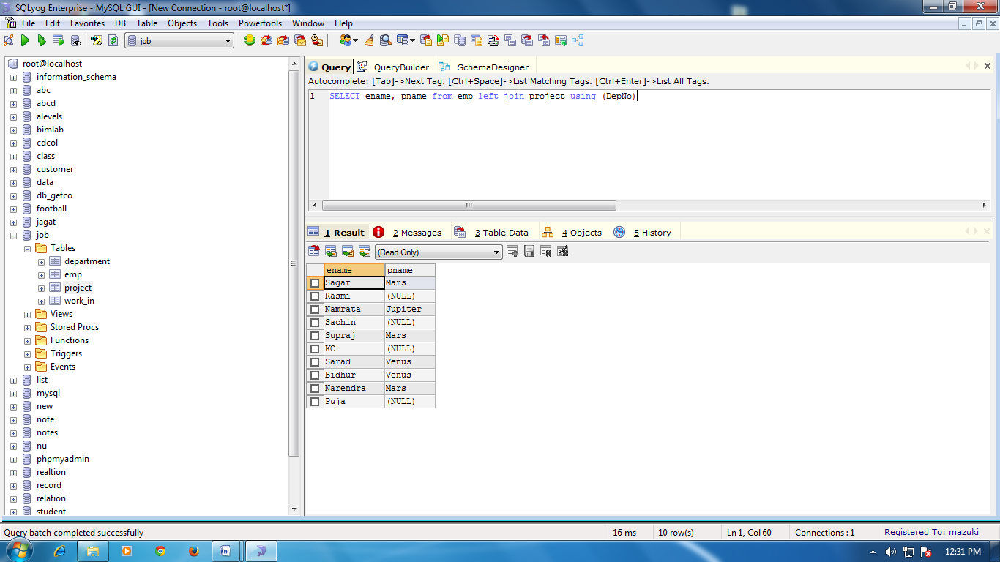 SQLyog Enterprise - MySQL GUI - [New Connection - root@localhost*]
File Edit Favorites DB Table Objects Tools Powertools Window Help
job
root@localhost
information_schema
abc
abcd
alevels
bimlab
cdcol
class
customer
data
db_getco
football
jagat
job
Tables
department
emp
project
work_in
Views
Stored Procs
Functions
Triggers
Events
list
mysql
new
note
notes
nu
phpmyadmin
realtion
record
relation
student
Query QueryBuilder SchemaDesigner
Autocomplete: [Tab]->Next Tag. [Ctrl+Space]->List Matching Tags. [Ctrl+Enter]->List All Tags.
1 SELECT ename, pname from emp left join project using (DepNo)
1 Result 2 Messages 3 Table Data 4 Objects 5 History
(Read Only)
ename pname
Sagar Mars
Rasmi (NULL)
Namrata Jupiter
Sachin (NULL)
Supraj Mars
KC (NULL)
Sarad Venus
Bidhur Venus
Narendra Mars
Puja (NULL)
Query batch completed successfully 16 ms 10 row(s) Ln 1, Col 60 Connections : 1 Registered To: mazuki
12:31 PM